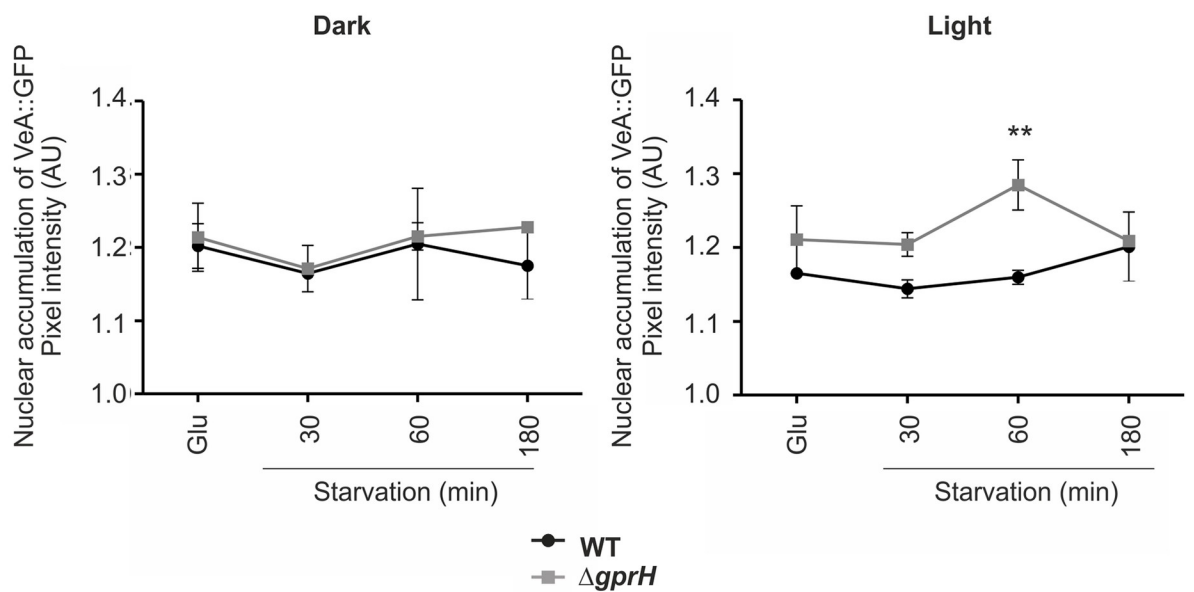 Dark
Nuclear accumulation of VeA::GFP
Pixel intensity (AU)
1.4
1.3
1.2
1.1
1.0
Glu
30
60
180
Starvation (min)
Light
Nuclear accumulation of VeA::GFP
Pixel intensity (AU)
1.4
1.3
1.2
1.1
1.0
**
Glu
30
60
180
Starvation (min)
WT
ΔgprH